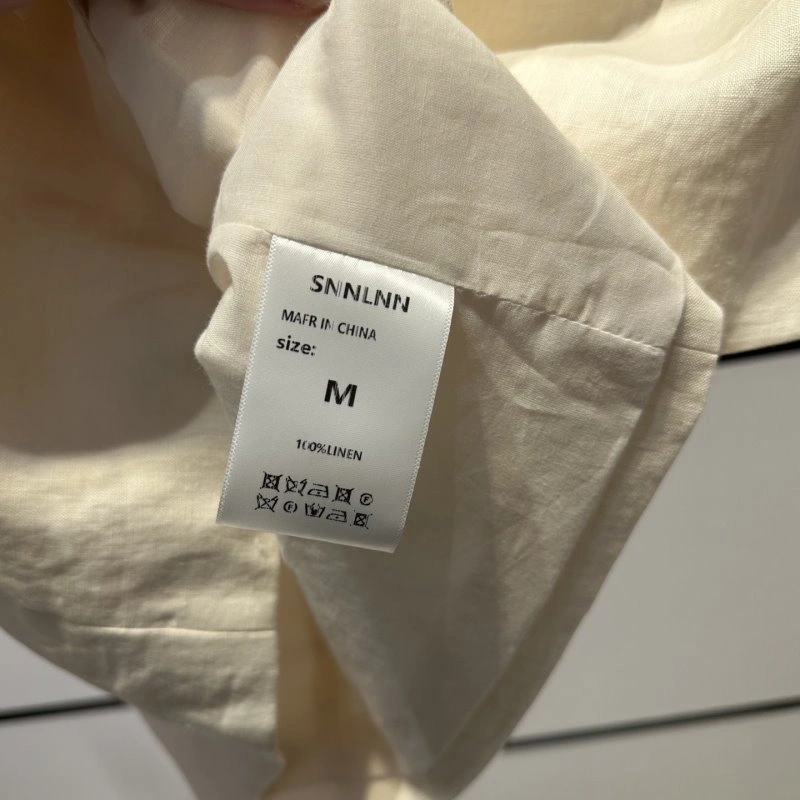 SNNLNN
MAFR IN CHINA
size:
M
100%LINEN